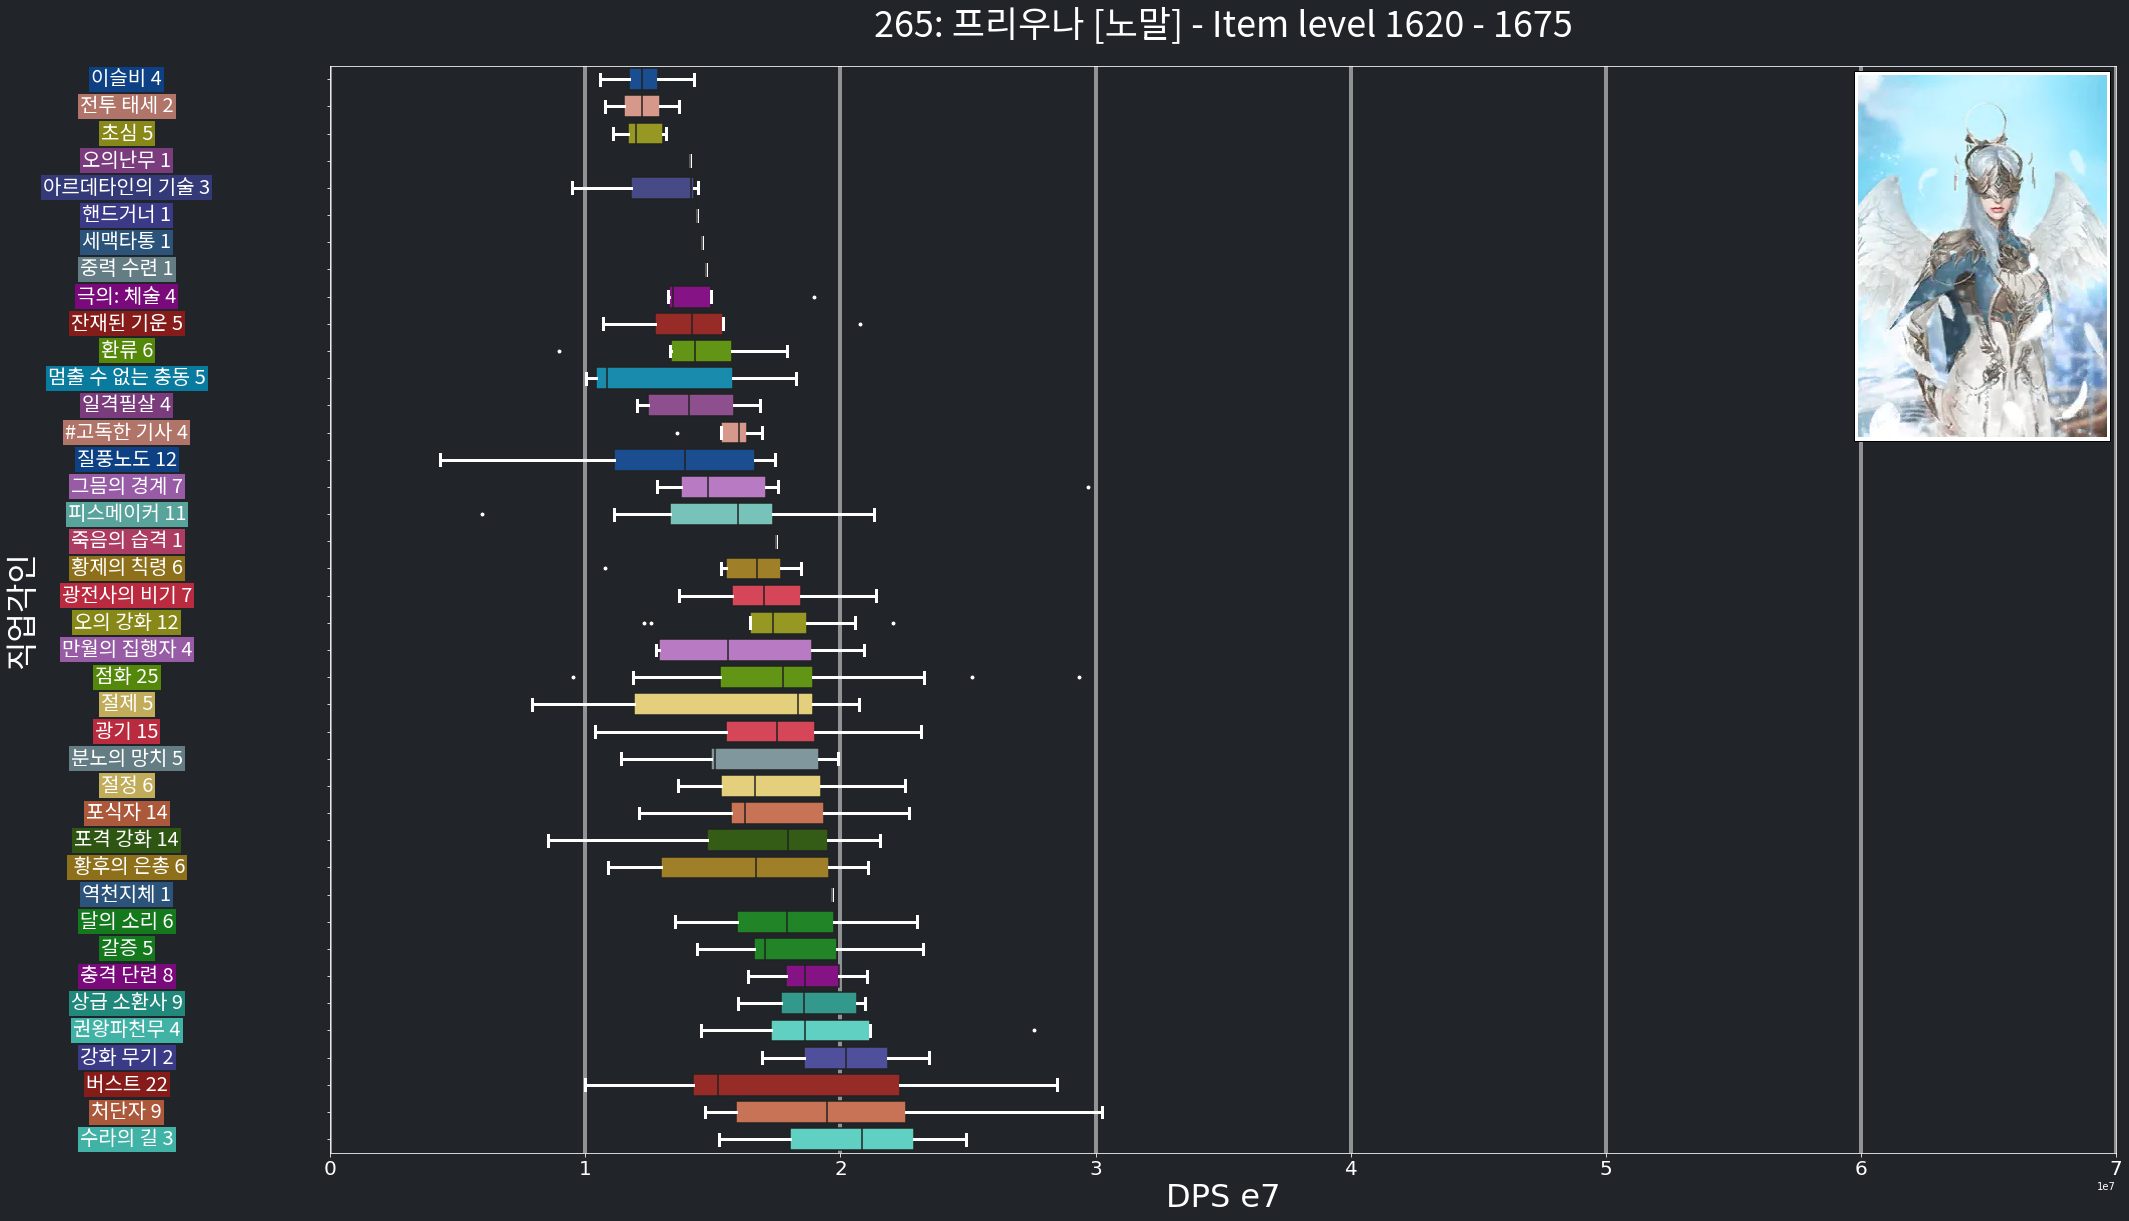 265: 프리우나 [노말] - Item level 1620 - 1675
이슬비 4
전투 태세 2
초심 5
오의난무 1
아르데타인의 기술 3
핸드거너 1
세맥타통 1
중력 수련 1
극의: 체술 4
잔재된 기운 5
환류 6
멈출 수 없는 충동 5
일격필살 4
#고독한 기사 4
질풍노도 12
그믐의 경계 7
피스메이커 11
죽음의 습격 1
황제의 칙령 6
광전사의 비기 7
오의 강화 12
만월의 집행자 4
점화 25
절제 5
광기 15
분노의 망치 5
절정 6
포식자 14
포격 강화 14
황후의 은총 6
역천지체 1
달의 소리 6
갈증 5
충격 단련 8
상급 소환사 9
권왕파천무 4
강화 무기 2
버스트 22
처단자 9
수라의 길 3
직업각인
0 1 2 3 4 5 6 7
1e7
DPS e7